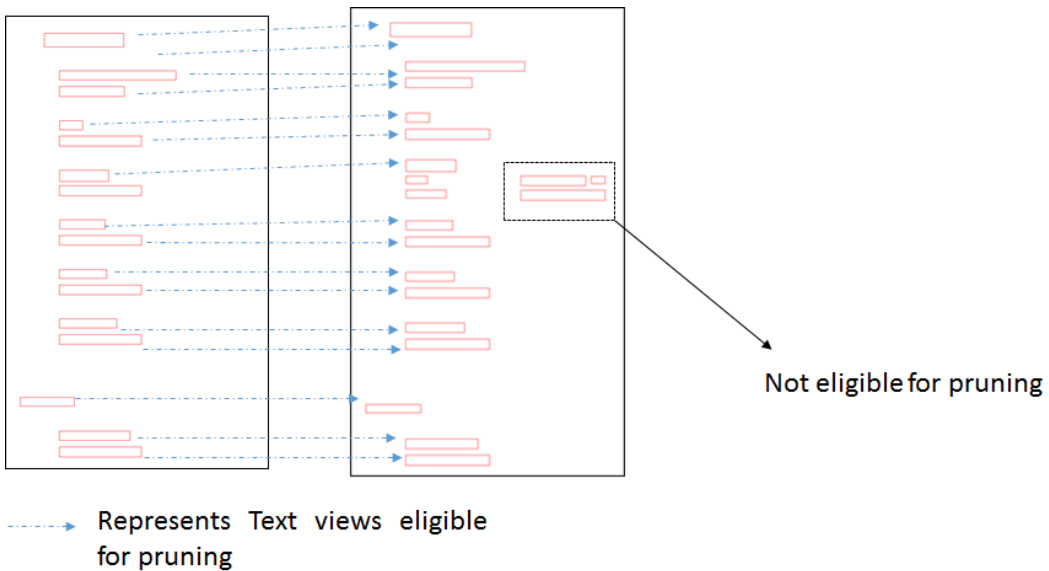 Not eligible for pruning
Represents Text views eligible
for pruning